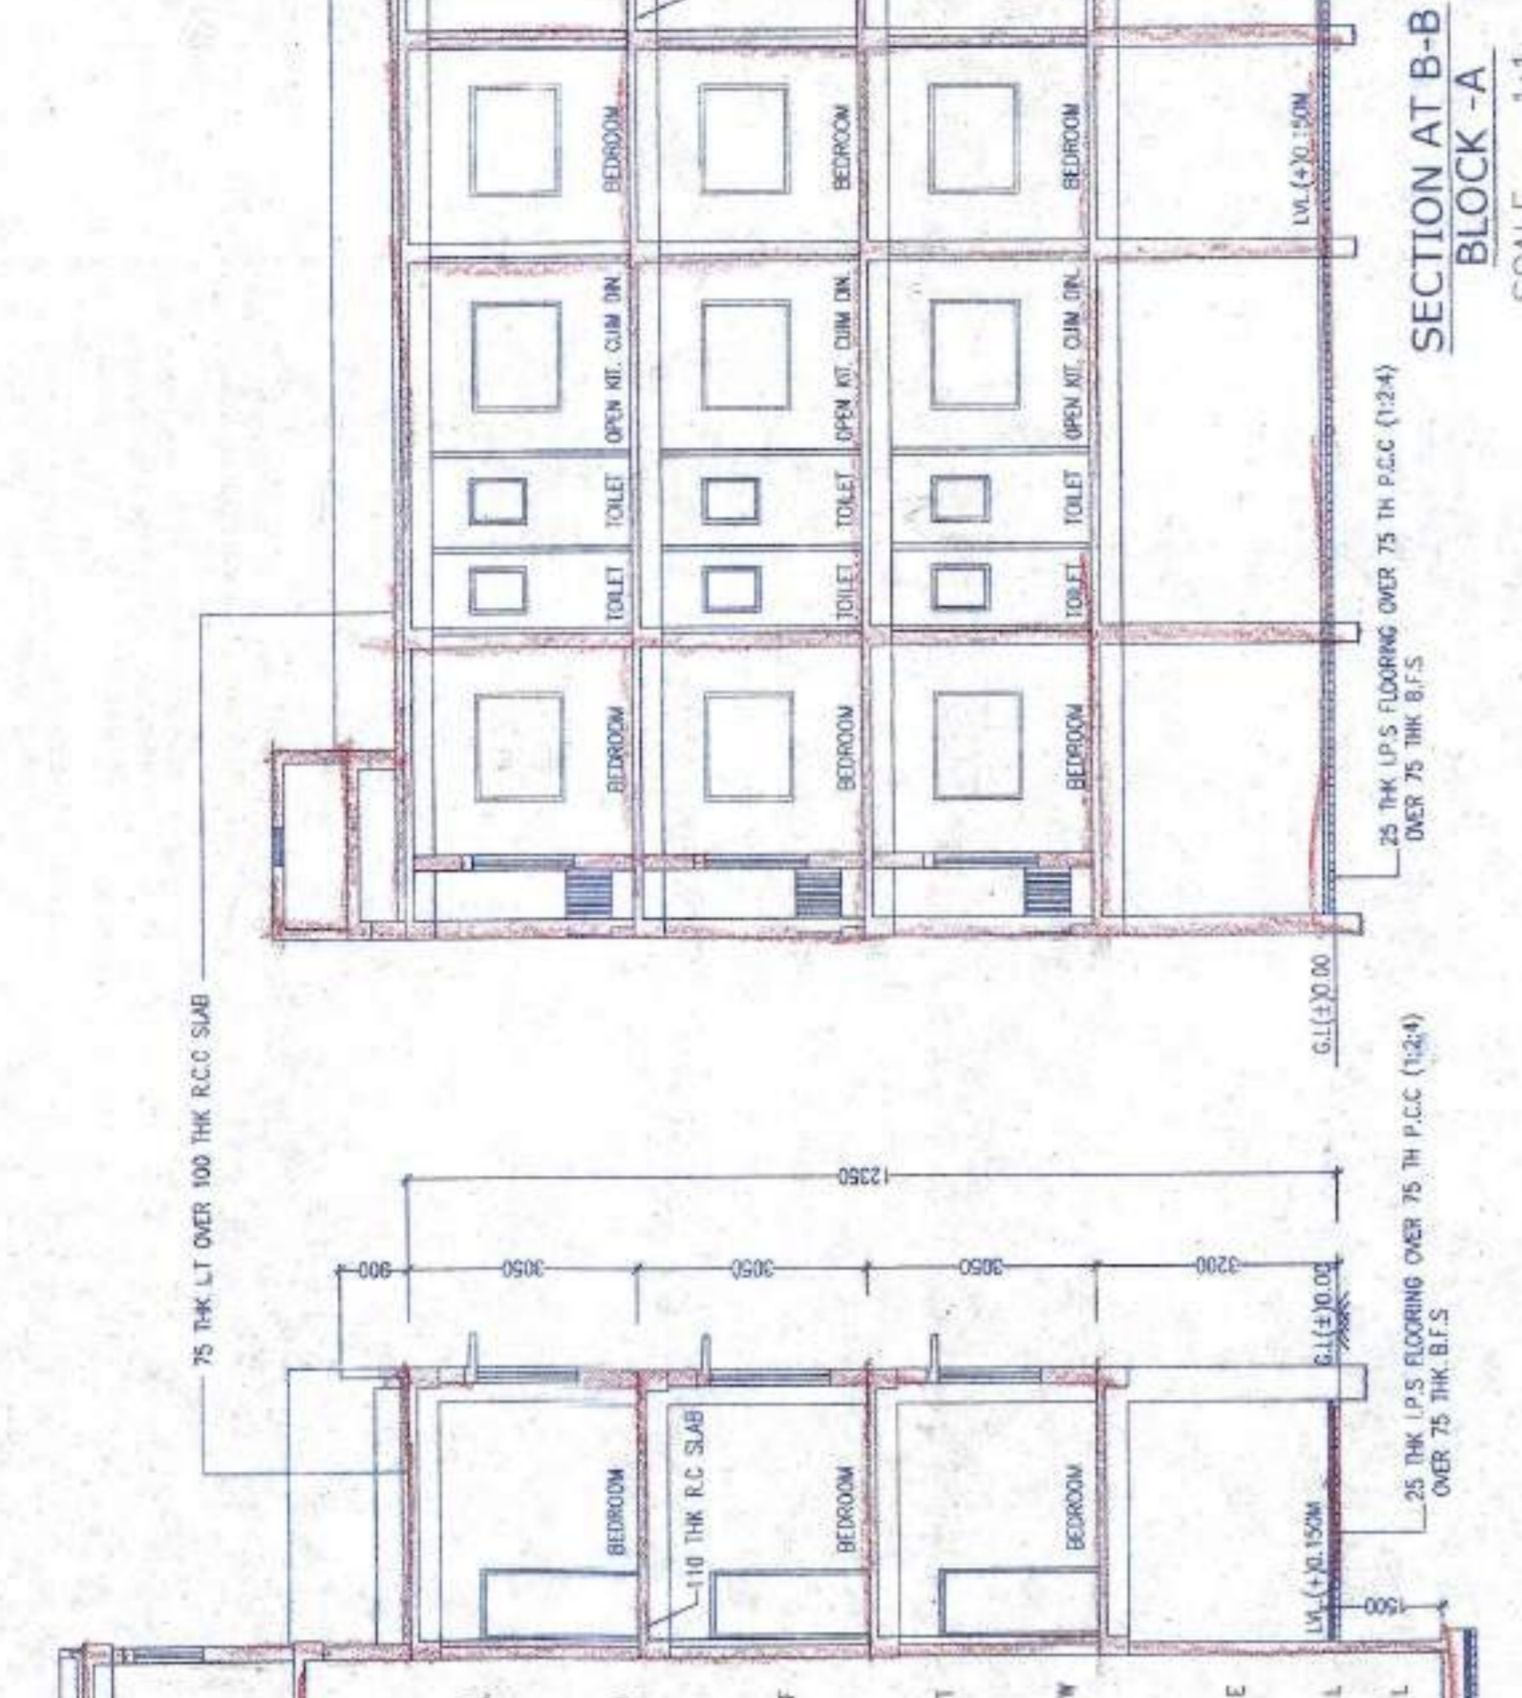 75 THK. L.T OVER 100 THK R.C.C SLAB
BEDROOM
OPEN KIT. CUM DIN.
TOILET
TOILET
BEDROOM
BEDROOM
OPEN KIT. CUM DIN.
TOILET
TOILET
BEDROOM
BEDROOM
OPEN KIT. CUM DIN.
TOILET
TOILET
BEDROOM
LVL.(+)0.150M
G.L(±)0.00
25 THK I.P.S FLOORING OVER 75 TH P.C.C (1:2:4)
OVER 75 THK B.F.S
SECTION AT B-B
BLOCK -A
12350
900
3050
3050
3050
3200
G.L(±)0.00
BEDROOM
110 THK R.C SLAB
BEDROOM
BEDROOM
LVL.(+)0.150M
1500
25 THK I.P.S FLOORING OVER 75 TH P.C.C (1:2:4)
OVER 75 THK B.F.S